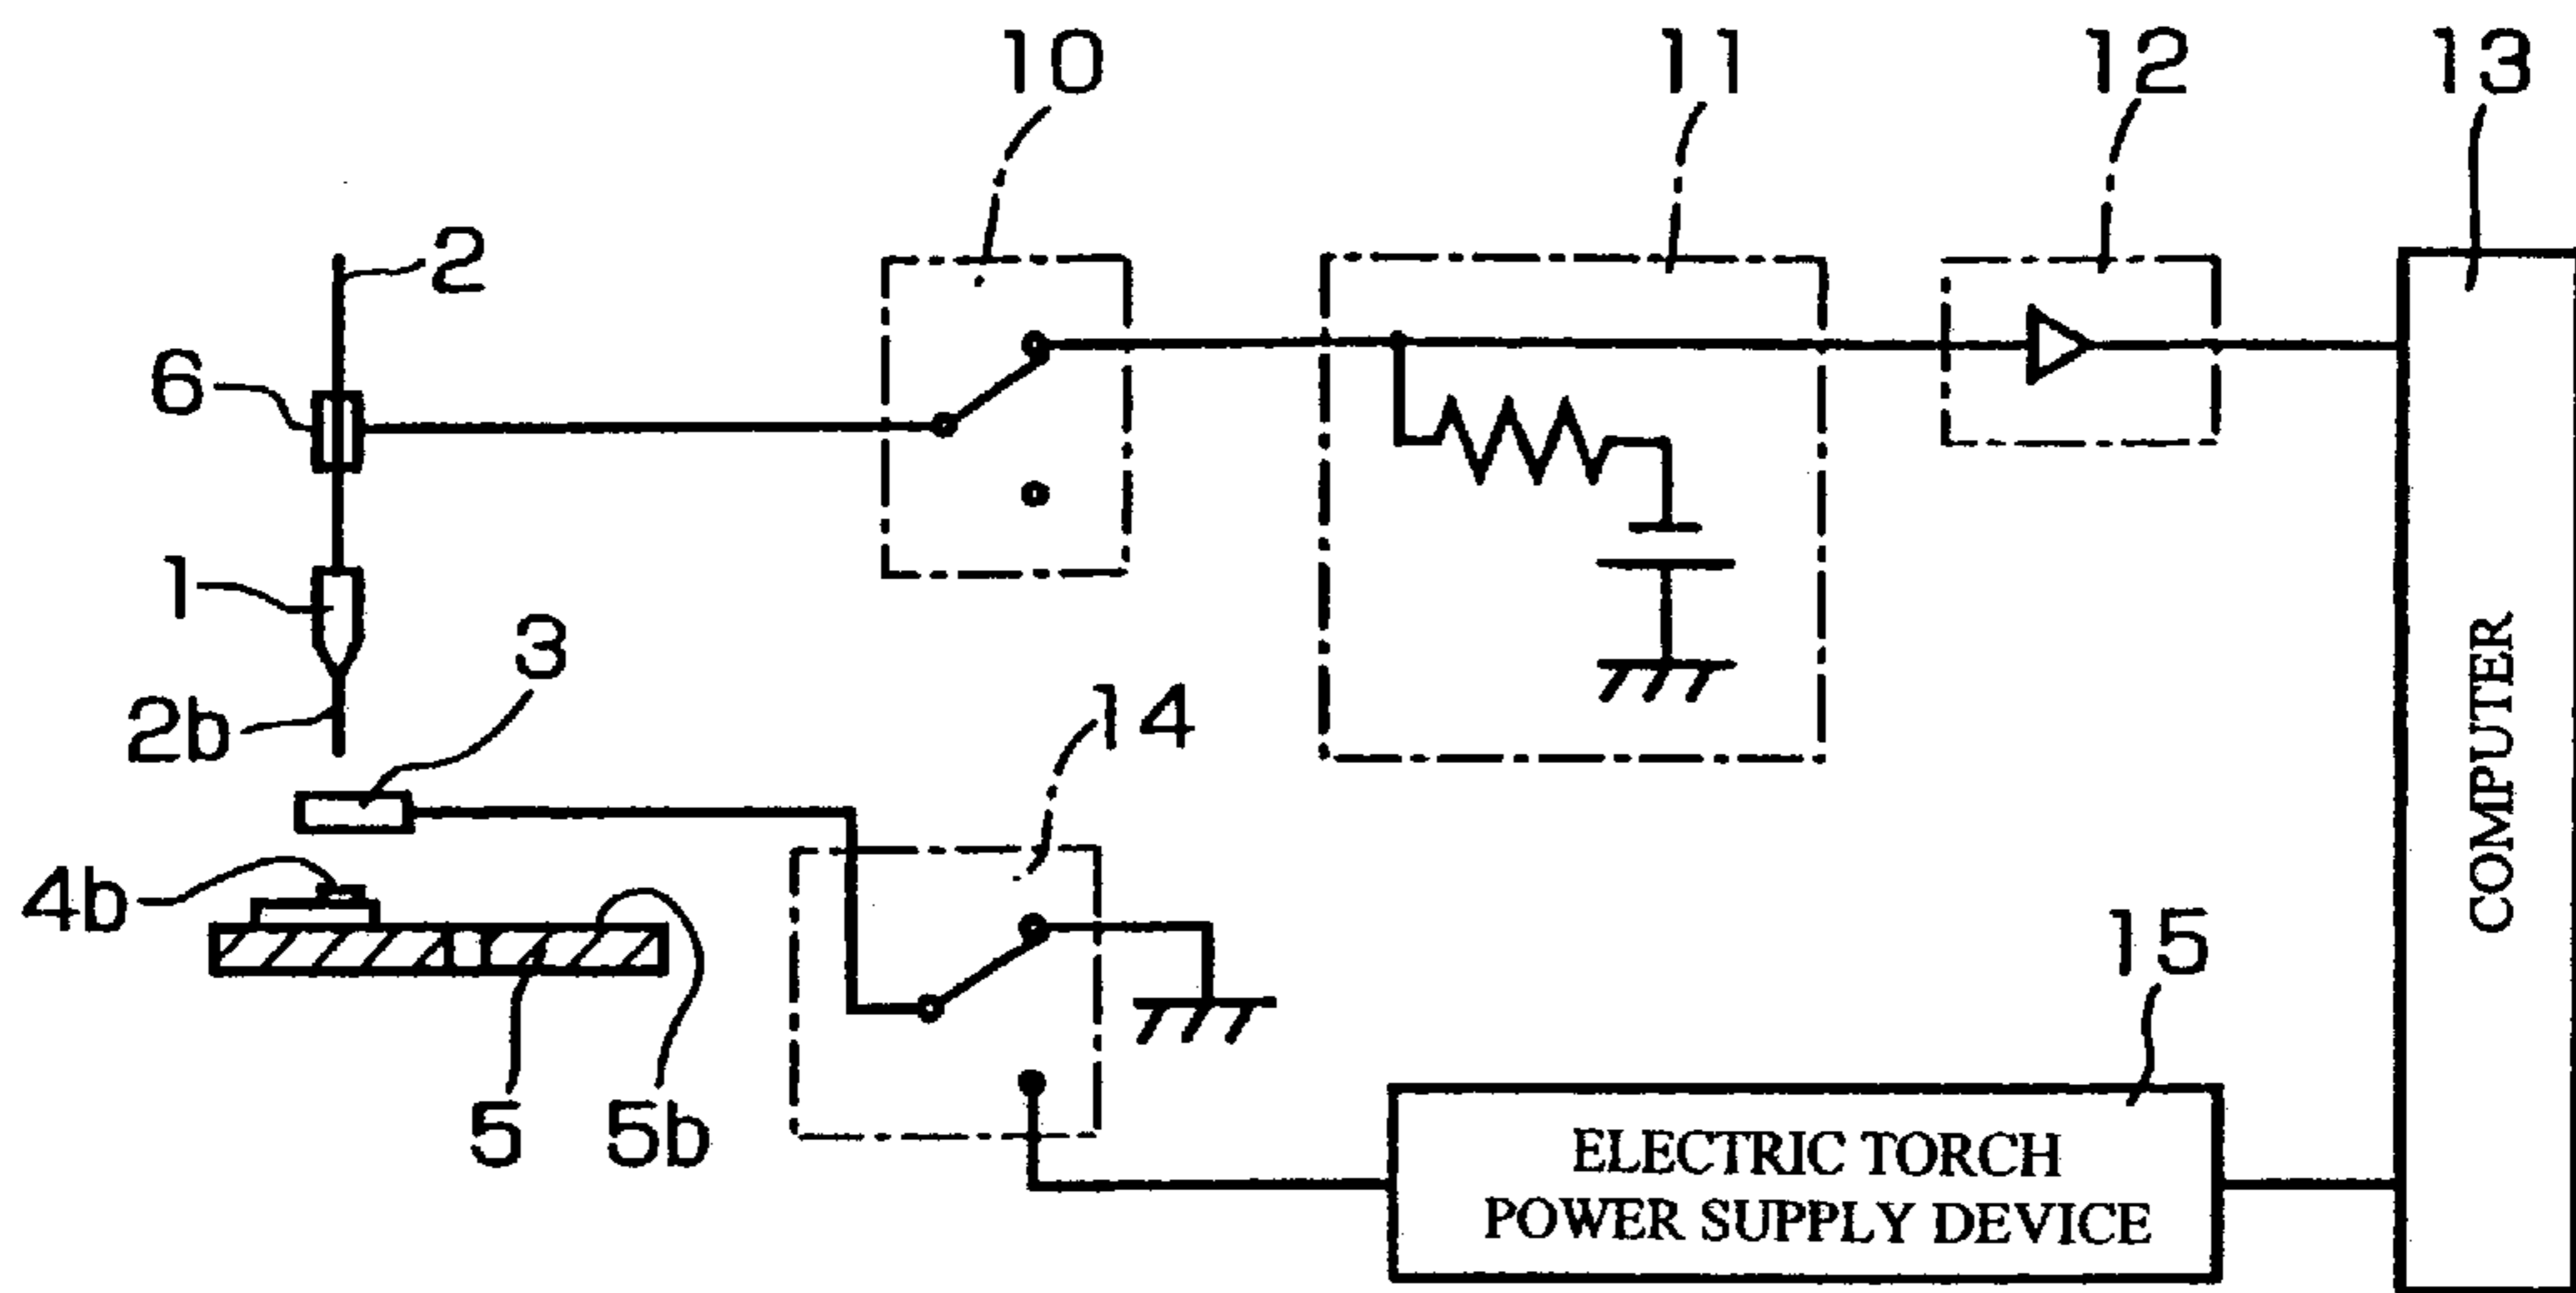 10
11
12
13
2
6
1
3
2b
14
4b
15
5
5b
COMPUTER
ELECTRIC TORCH
POWER SUPPLY DEVICE